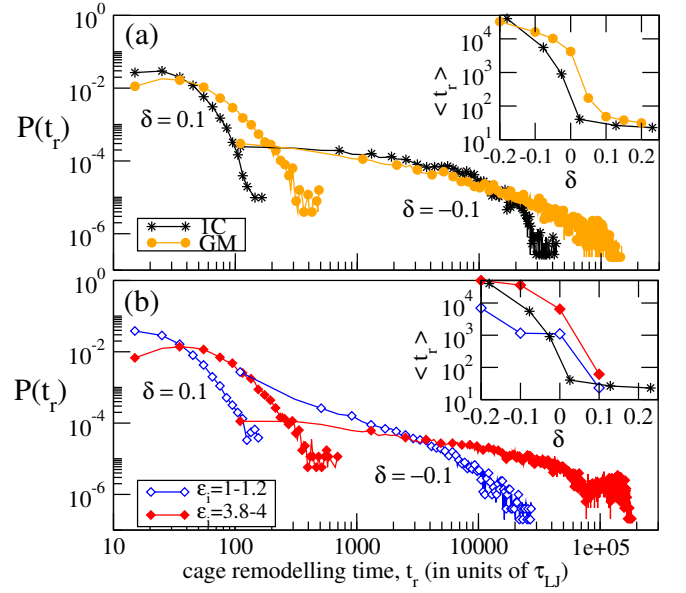 (a)
P(t_r)
10^0
10^-2
10^-4
10^-6
δ = 0.1
δ = −0.1
IC
GM
< t_r >
10^4
10^3
10^2
10^1
-0.2 -0.1 0 0.1 0.2
δ
(b)
P(t_r)
10^0
10^-2
10^-4
10^-6
δ = 0.1
δ = −0.1
ε_i=1-1.2
ε_i=3.8-4
< t_r >
10^4
10^3
10^2
10^1
-0.2 -0.1 0 0.1 0.2
δ
10 100 1000 10000 1e+05
cage remodelling time, t_r (in units of τ_LJ)